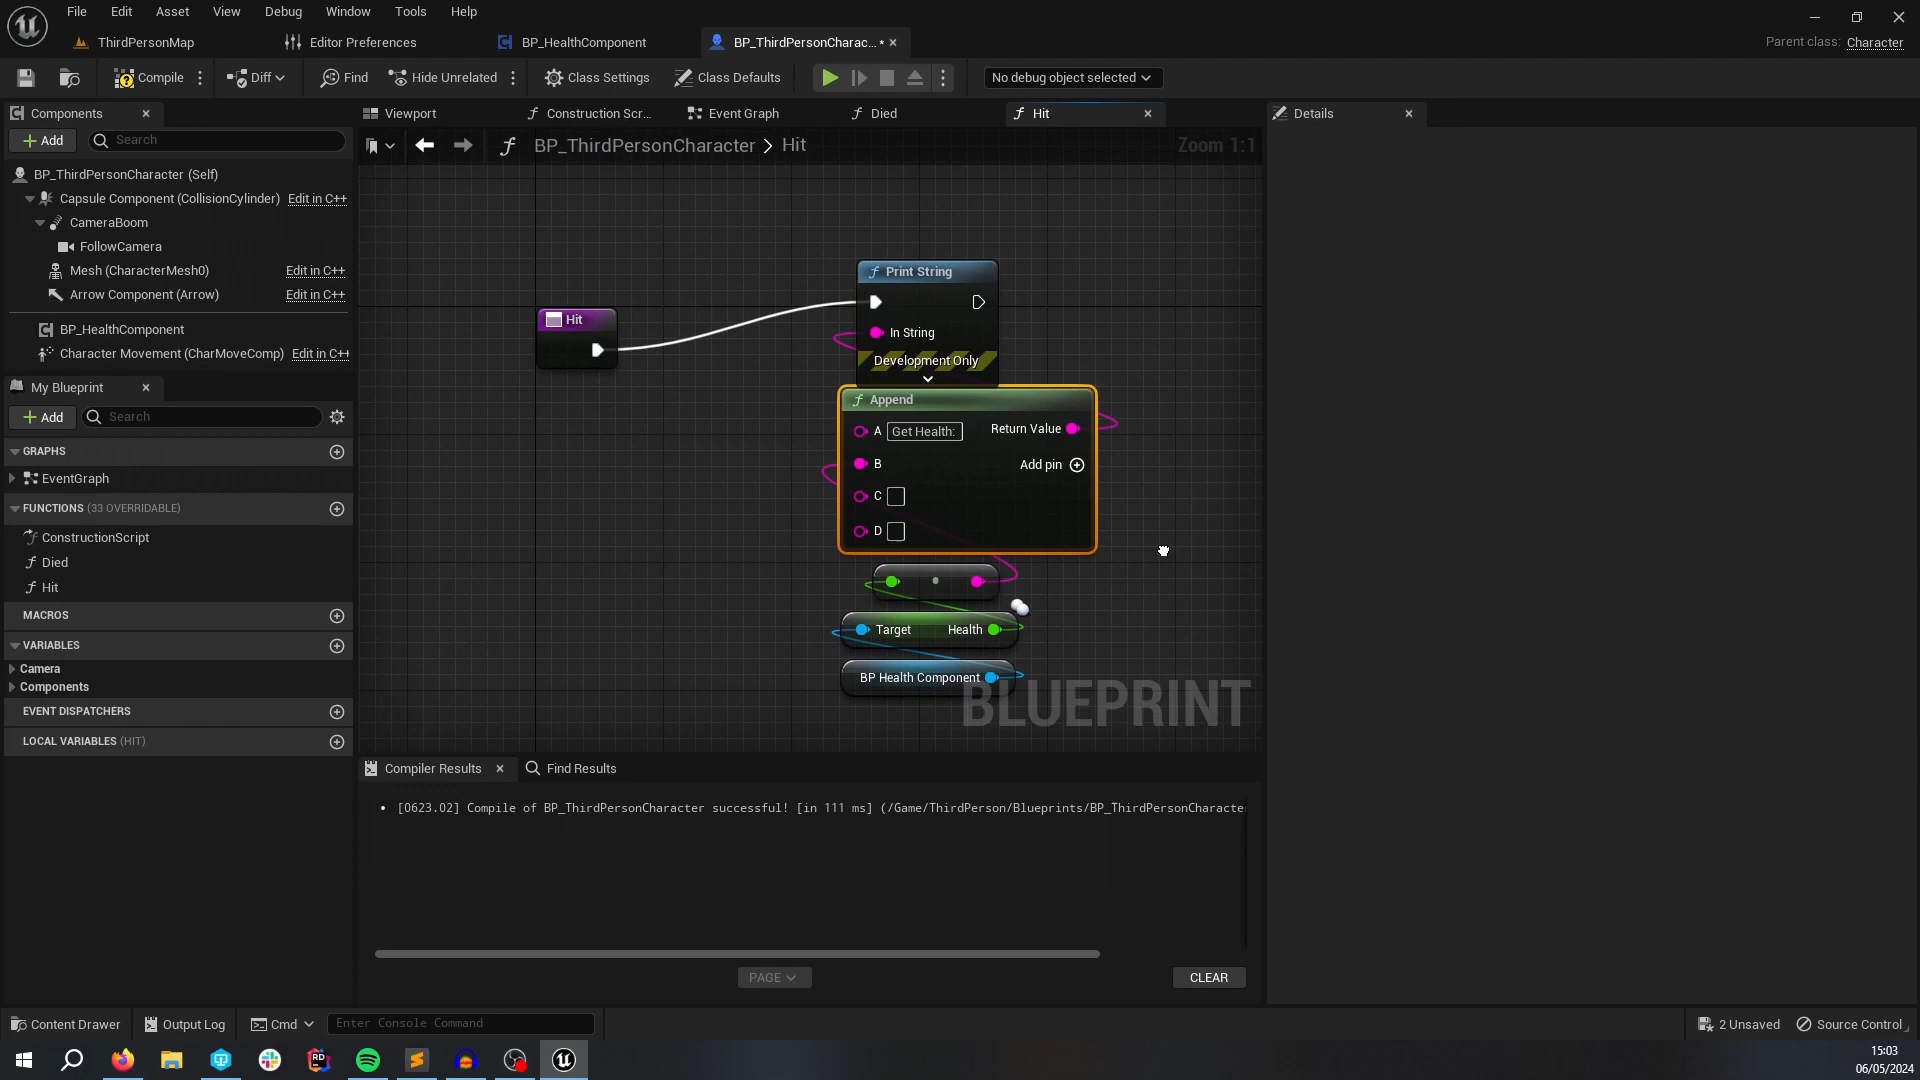 File Edit Asset View Debug Window Tools Help
ThirdPersonMap Editor Preferences BP_HealthComponent BP_ThirdPersonCharac... •
Parent class: Character
Compile Diff Find Hide Unrelated Class Settings Class Defaults No debug object selected
Components
Add Search
BP_ThirdPersonCharacter (Self)
Capsule Component (CollisionCylinder) Edit in C++
CameraBoom
FollowCamera
Mesh (CharacterMesh0) Edit in C++
Arrow Component (Arrow) Edit in C++
BP_HealthComponent
Character Movement (CharMoveComp) Edit in C++
My Blueprint
Add Search
GRAPHS
EventGraph
FUNCTIONS (33 OVERRIDABLE)
ConstructionScript
Died
Hit
MACROS
VARIABLES
Camera
Components
EVENT DISPATCHERS
LOCAL VARIABLES (HIT)
Viewport Construction Scr... Event Graph Died Hit
BP_ThirdPersonCharacter > Hit
Zoom 1:1
Hit
Print String
In String
Development Only
Append
A Get Health: Return Value
B Add pin
C
D
Target Health
BP Health Component
BLUEPRINT
Compiler Results Find Results
[0623.02] Compile of BP_ThirdPersonCharacter successful! [in 111 ms] (/Game/ThirdPerson/Blueprints/BP_ThirdPersonCharacte
PAGE CLEAR
Details
Content Drawer Output Log Cmd Enter Console Command
2 Unsaved Source Control
RD
15:03
06/05/2024